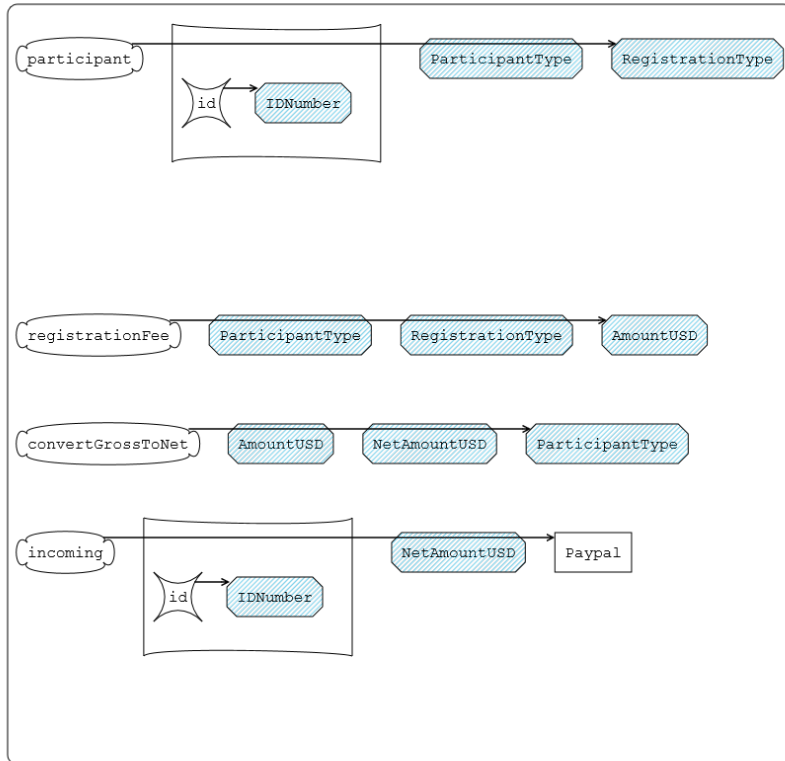 participant ParticipantType RegistrationType
id IDNumber
registrationFee ParticipantType RegistrationType AmountUSD
convertGrossToNet AmountUSD NetAmountUSD ParticipantType
incoming NetAmountUSD Paypal
id IDNumber